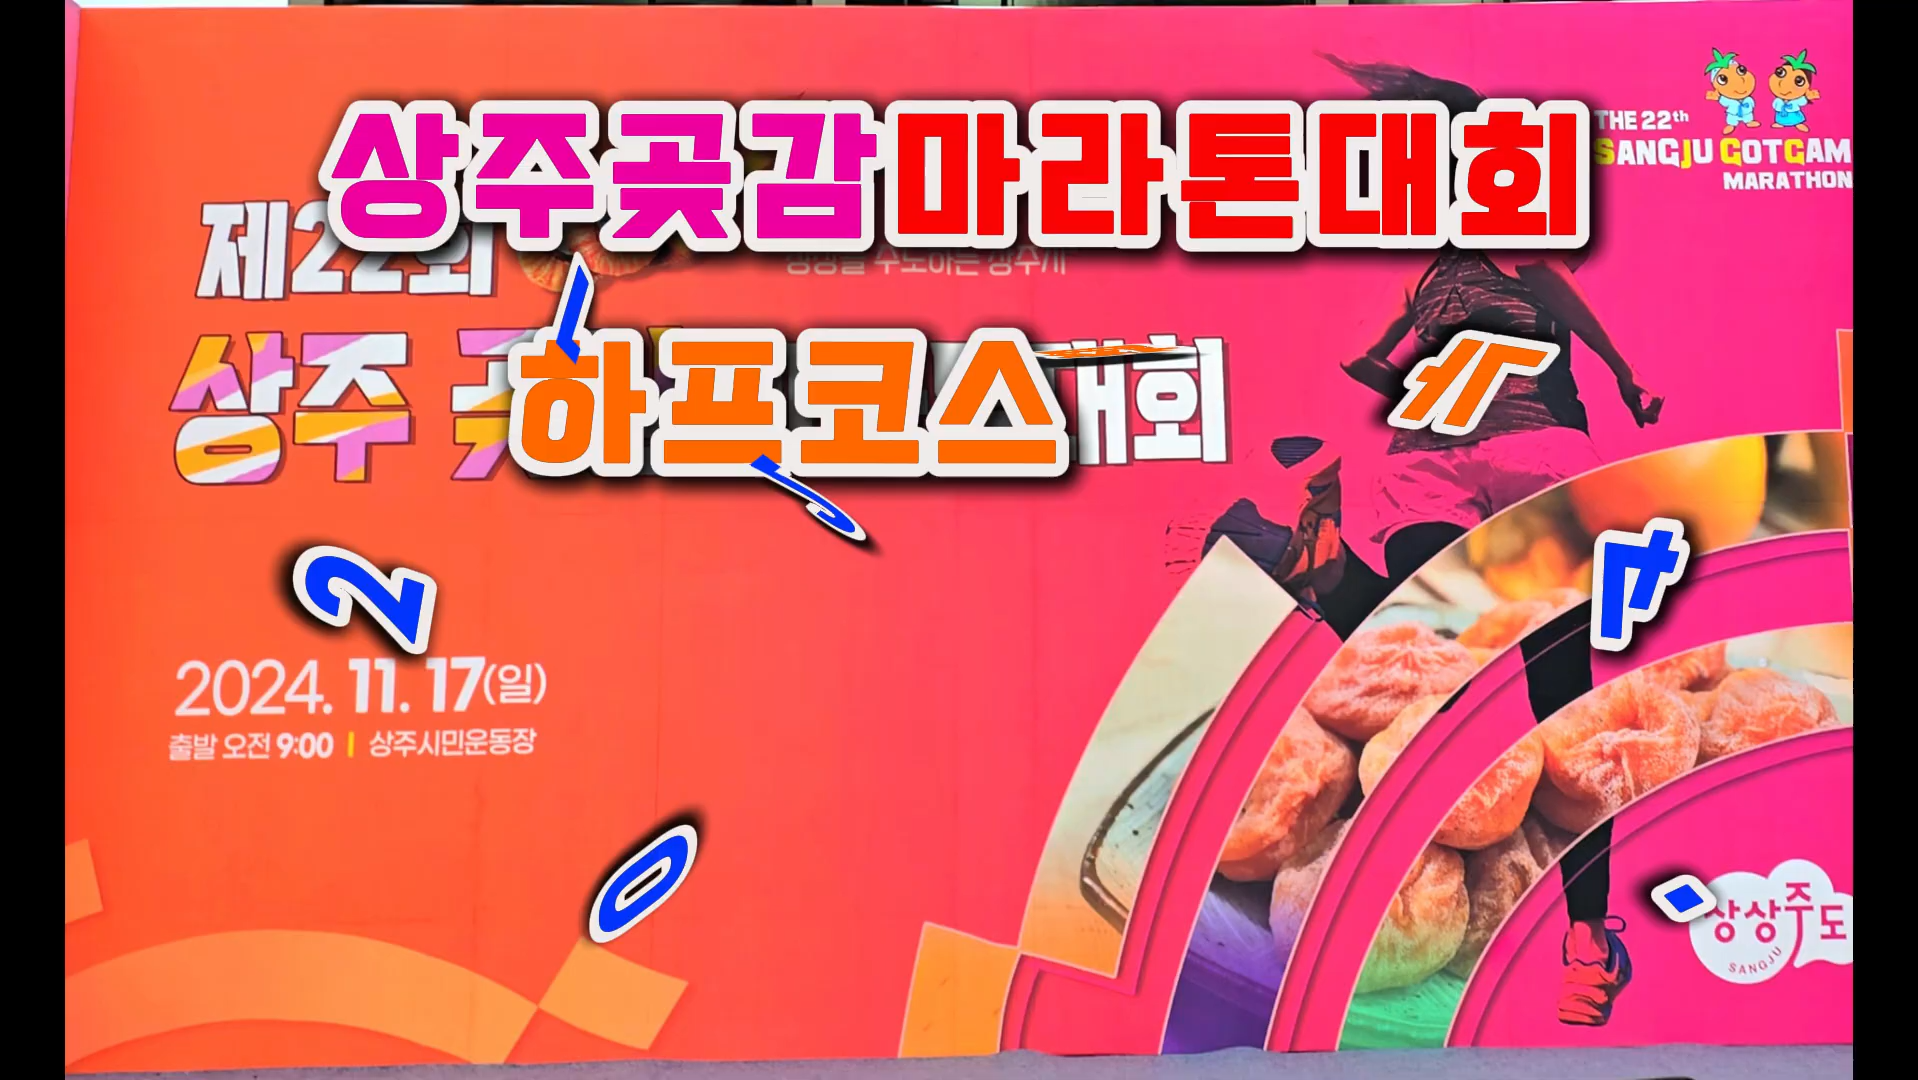 상주곶감마라톤대회
하프코스
THE 22th
SANGJU GOTGAM
MARATHON
제22회
상주
대회
2
4
0
2024. 11. 17(일)
출발 오전 9:00 | 상주시민운동장
상상주도
SANGJU